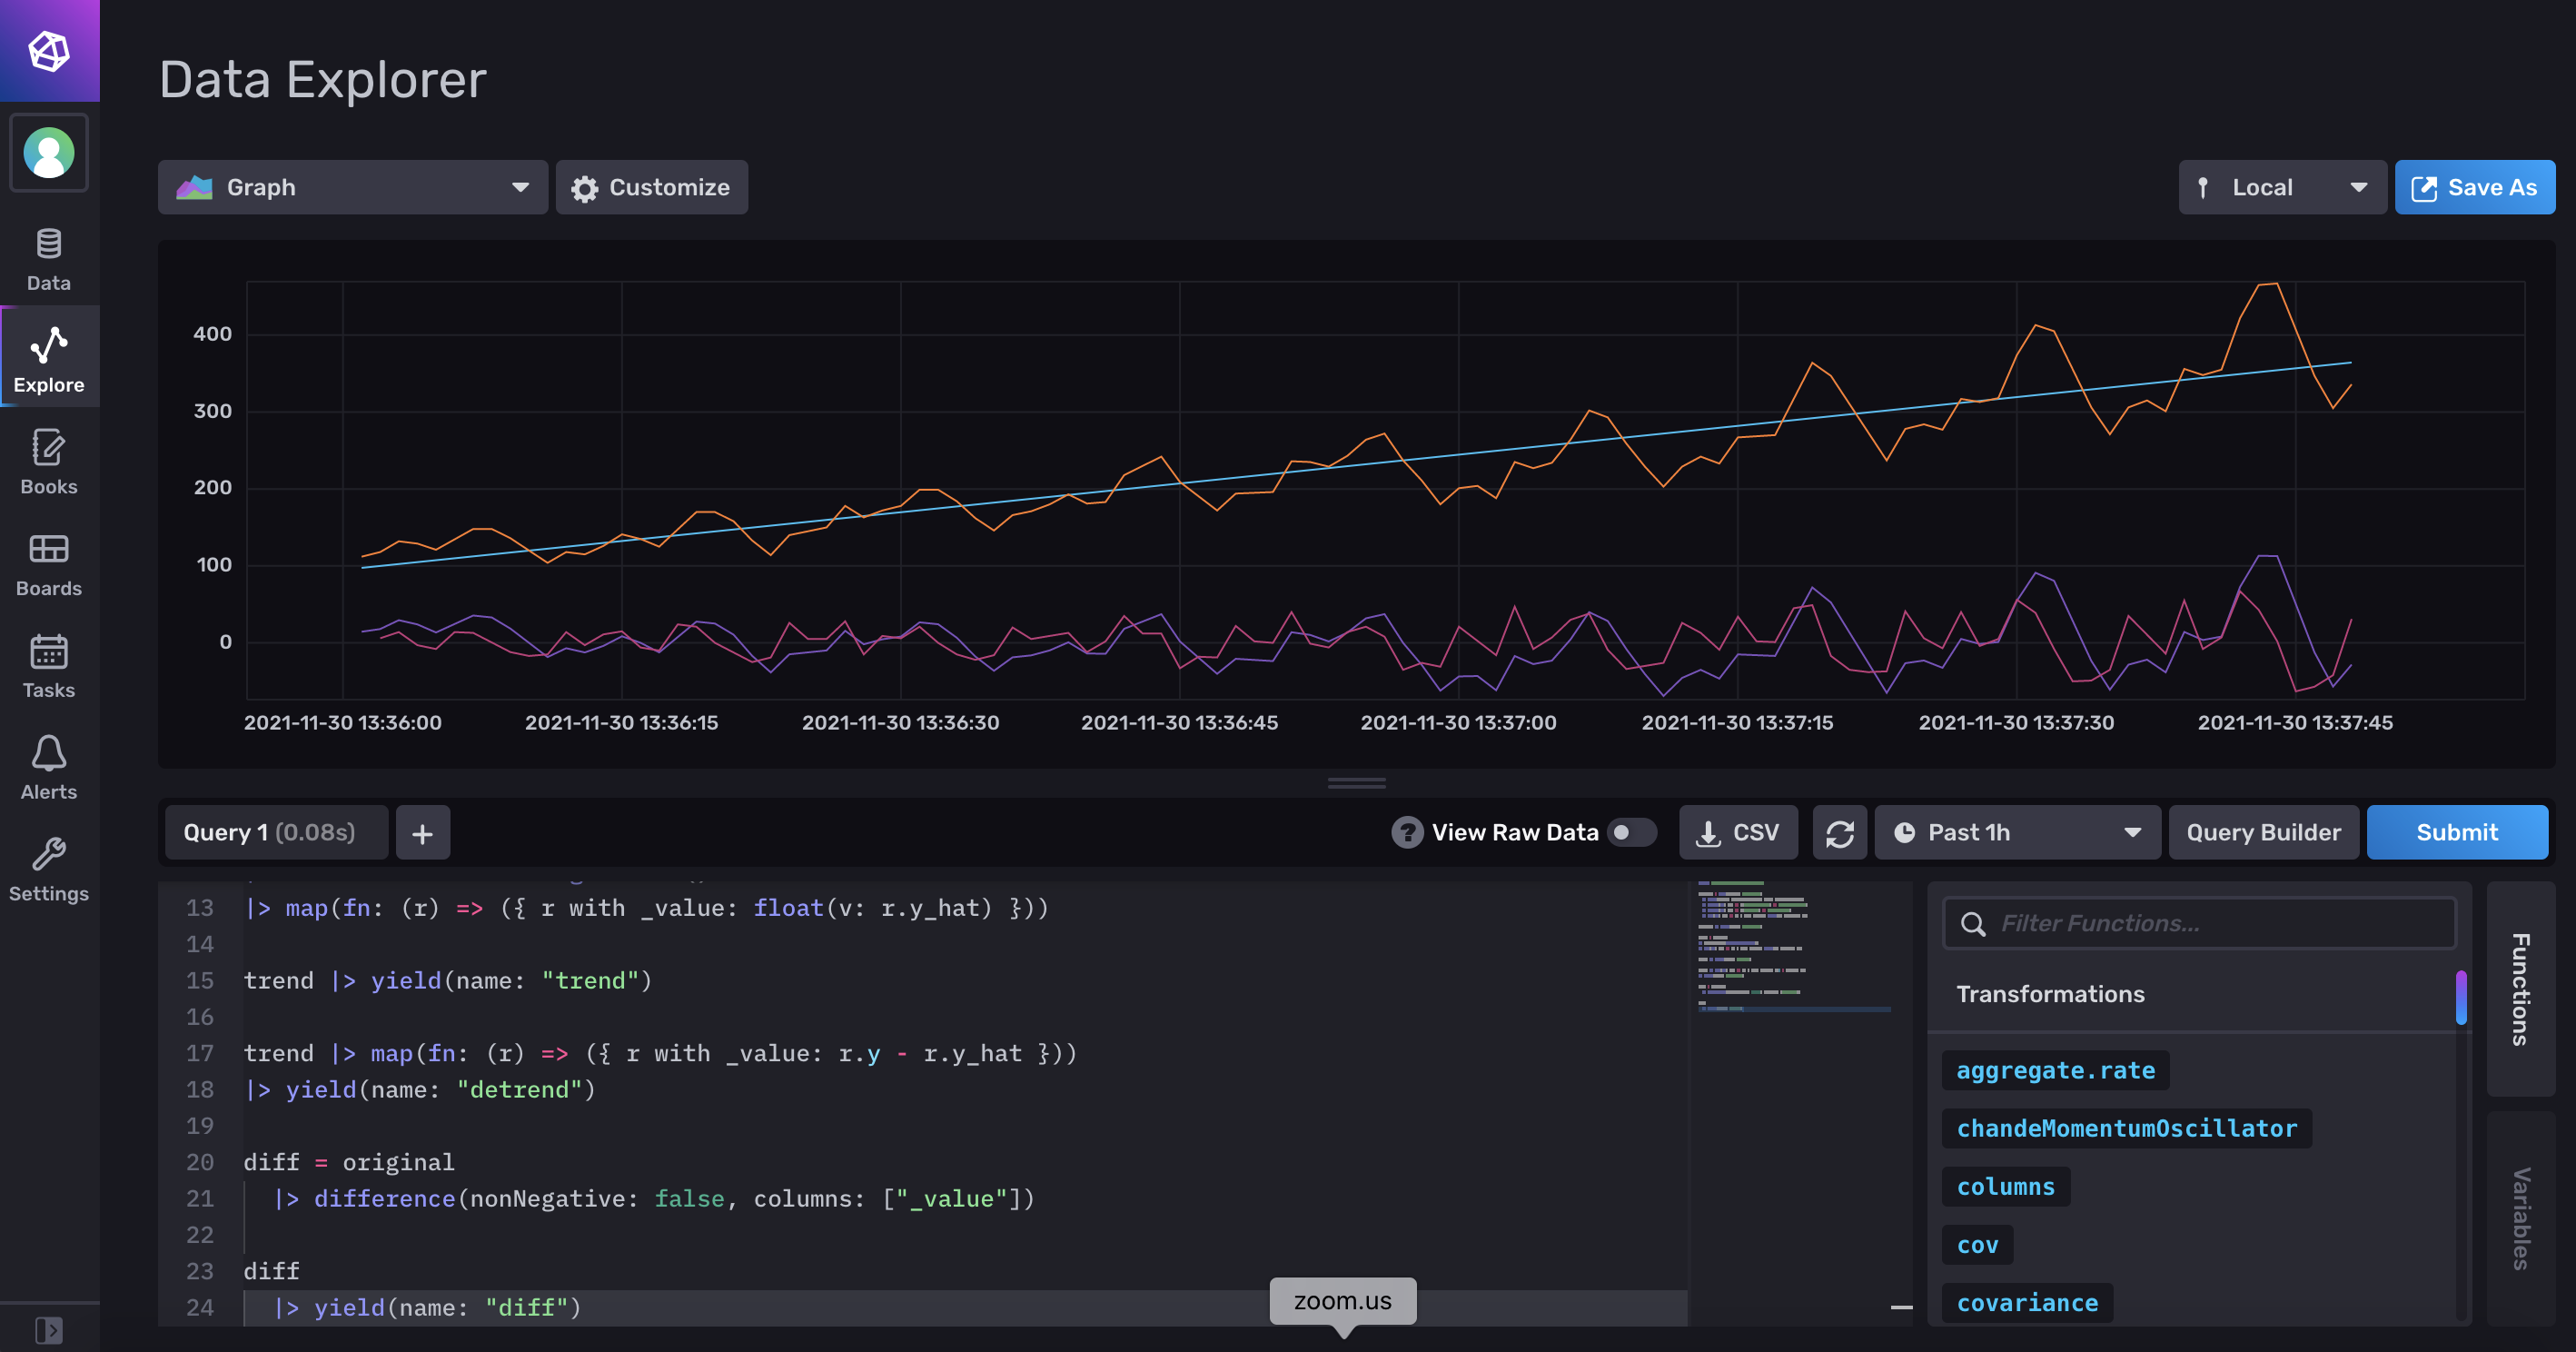 Data Explorer
Graph
Customize
Local
Save As
Data
Explore
Books
Boards
Tasks
Alerts
Settings
400
300
200
100
0
2021-11-30 13:36:00
2021-11-30 13:36:15
2021-11-30 13:36:30
2021-11-30 13:36:45
2021-11-30 13:37:00
2021-11-30 13:37:15
2021-11-30 13:37:30
2021-11-30 13:37:45
Query 1 (0.08s)
+
? View Raw Data
CSV
Past 1h
Query Builder
Submit
13 |> map(fn: (r) => ({ r with _value: float(v: r.y_hat) }))
14
15 trend |> yield(name: "trend")
16
17 trend |> map(fn: (r) => ({ r with _value: r.y - r.y_hat }))
18 |> yield(name: "detrend")
19
20 diff = original
21 |> difference(nonNegative: false, columns: ["_value"])
22
23 diff
24 |> yield(name: "diff")
zoom.us
Filter Functions...
Transformations
aggregate.rate
chandeMomentumOscillator
columns
cov
covariance
Functions
Variables